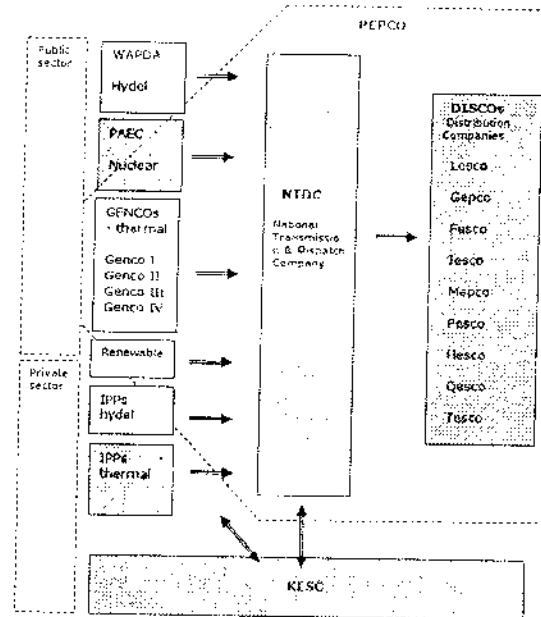 PEPCO
Public
sector
WAPDA
Hydel
PAEC
Nuclear
GENCOs
- thermal
Genco I
Genco II
Genco III
Genco IV
Renewable
Private
sector
IPPs
hydel
IPPs
thermal
NTDC
National
Transmissio
n & Dispatch
Company
DISCOs
Distribution
Companies
Lesco
Gepco
Fesco
Iesco
Mepco
Pesco
Hesco
Qesco
Tesco
KESC